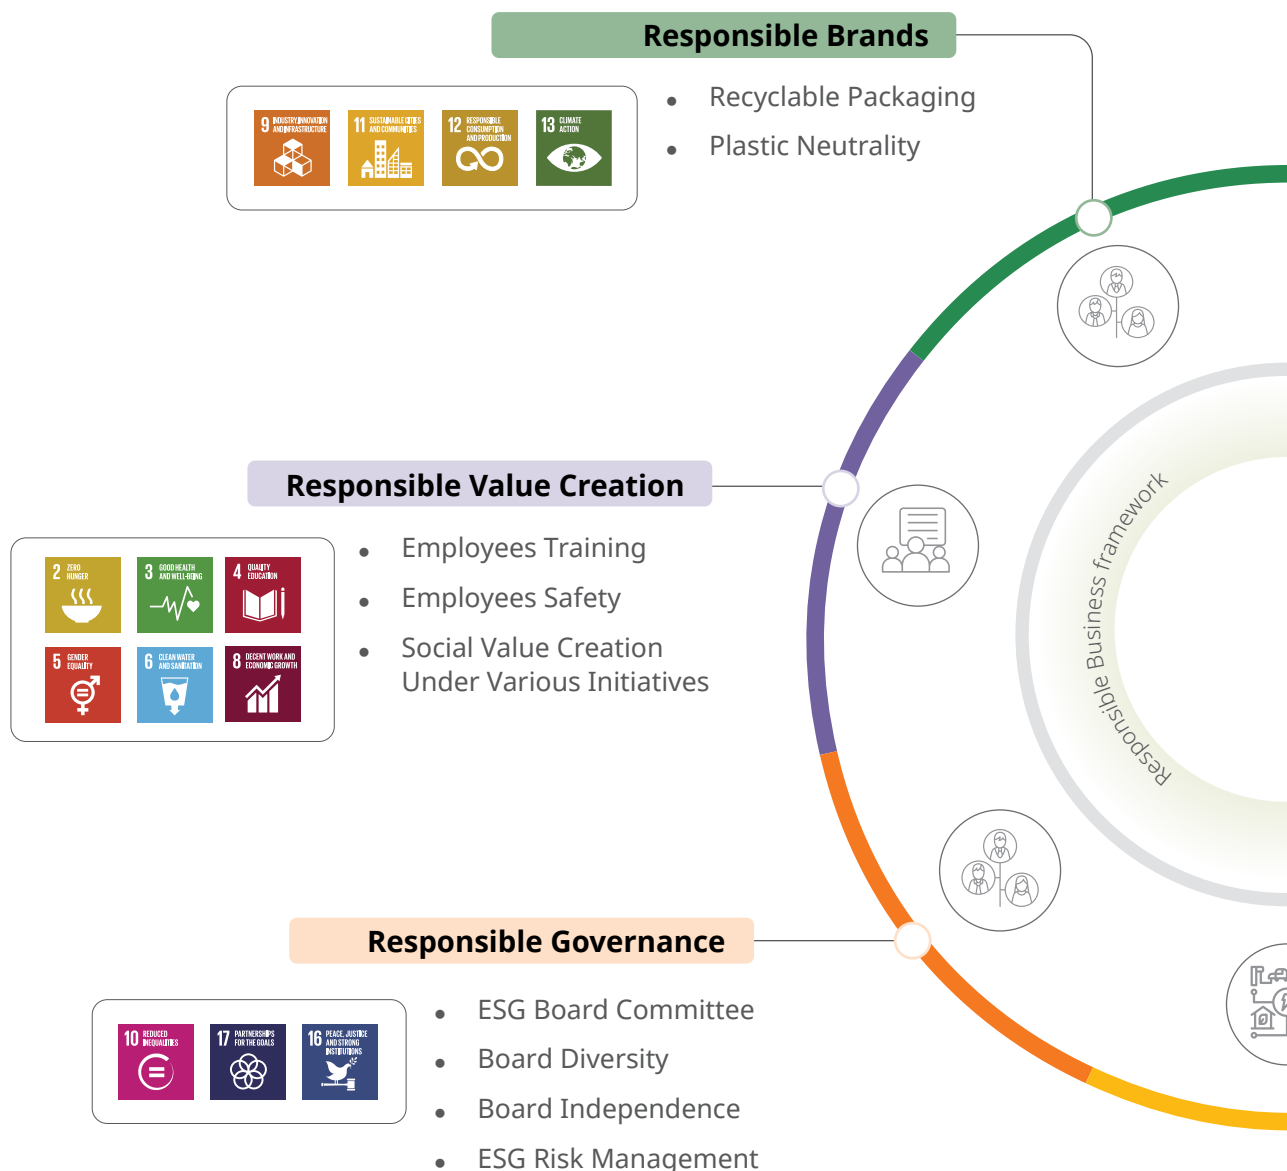 Responsible Brands
• Recyclable Packaging
• Plastic Neutrality
9 INDUSTRY, INNOVATION
AND INFRASTRUCTURE
11 SUSTAINABLE CITIES
AND COMMUNITIES
12 RESPONSIBLE
CONSUMPTION
AND PRODUCTION
13 CLIMATE
ACTION
Responsible Value Creation
• Employees Training
• Employees Safety
• Social Value Creation
Under Various Initiatives
2 ZERO
HUNGER
3 GOOD HEALTH
AND WELL-BEING
4 QUALITY
EDUCATION
5 GENDER
EQUALITY
6 CLEAN WATER
AND SANITATION
8 DECENT WORK AND
ECONOMIC GROWTH
Responsible Business framework
Responsible Governance
• ESG Board Committee
• Board Diversity
• Board Independence
• ESG Risk Management
10 REDUCED
INEQUALITIES
17 PARTNERSHIPS
FOR THE GOALS
16 PEACE, JUSTICE
AND STRONG
INSTITUTIONS